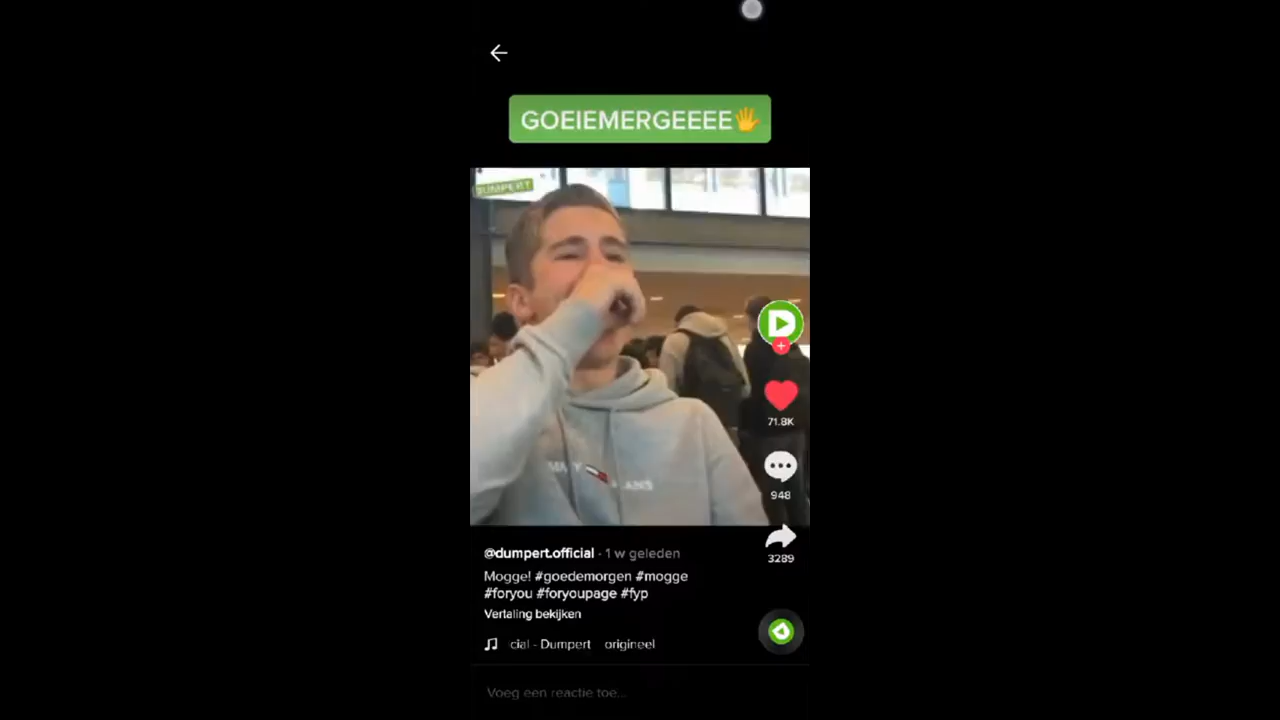 GOEIEMERGEEEE🖐
DUMPERT
71.8K
948
3289
@dumpert.official · 1 w geleden
Mogge! #goedemorgen #mogge
#foryou #foryoupage #fyp
Vertaling bekijken
cial - Dumpert origineel
Voeg een reactie toe...